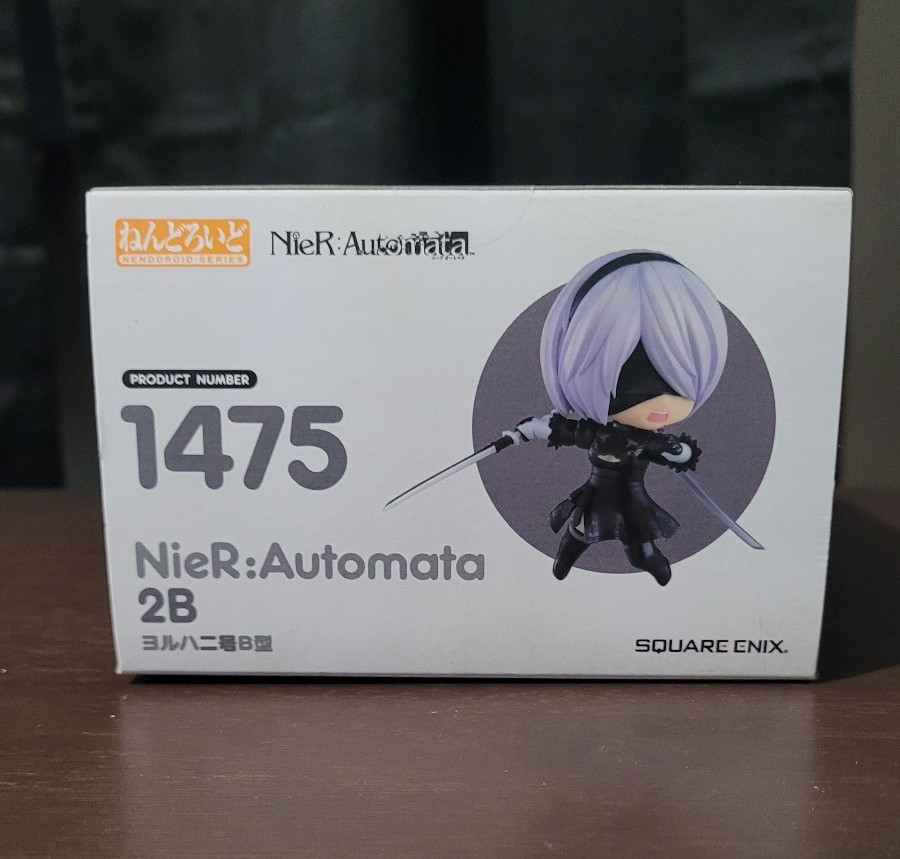 ねんどろいど
NENDOROID SERIES
NieR:Automata™
PRODUCT NUMBER
1475
NieR:Automata
2B
ヨルハ二号B型
SQUARE ENIX®